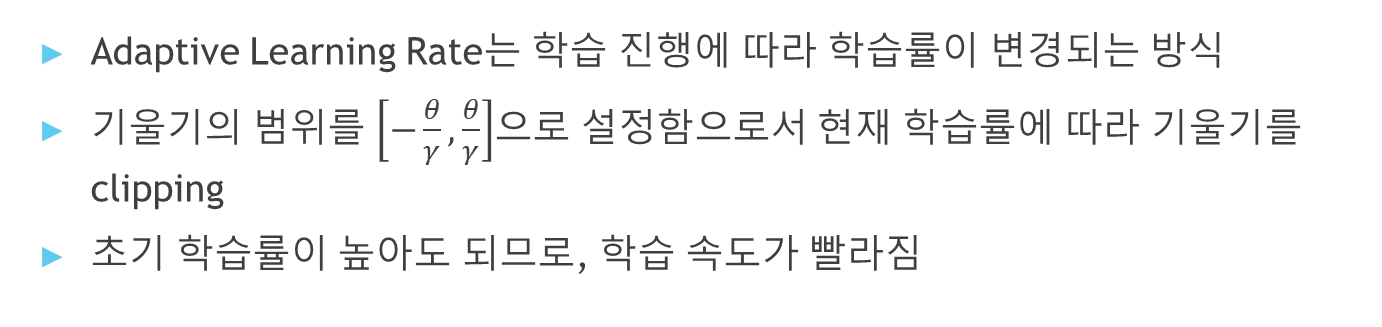 ► Adaptive Learning Rate는 학습 진행에 따라 학습률이 변경되는 방식
► 기울기의 범위를 [−θ/γ, θ/γ]으로 설정함으로서 현재 학습률에 따라 기울기를
clipping
► 초기 학습률이 높아도 되므로, 학습 속도가 빨라짐